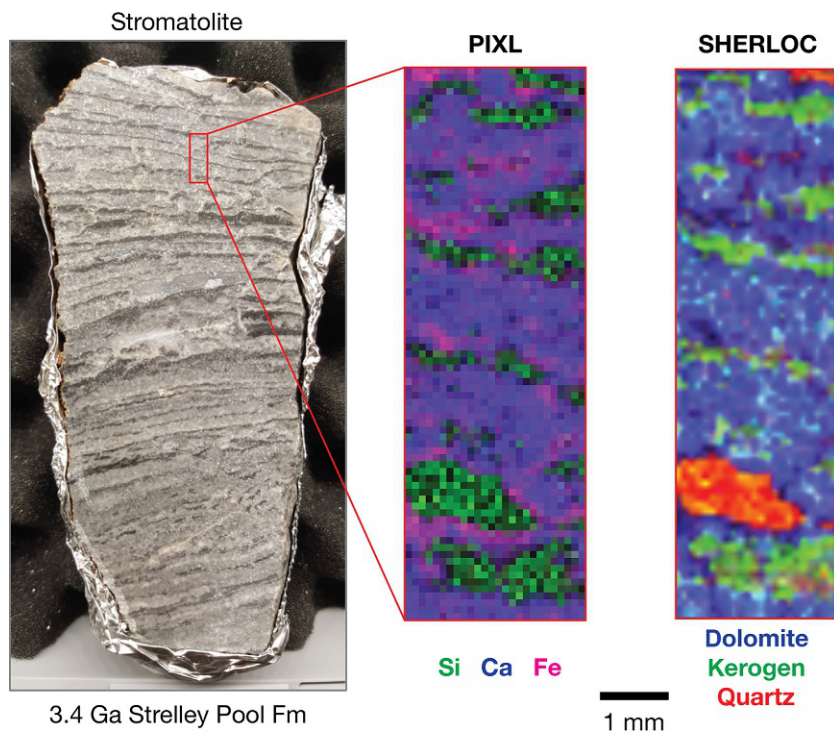 Stromatolite
PIXL
SHERLOC
Si Ca Fe
Dolomite
Kerogen
Quartz
1 mm
3.4 Ga Strelley Pool Fm